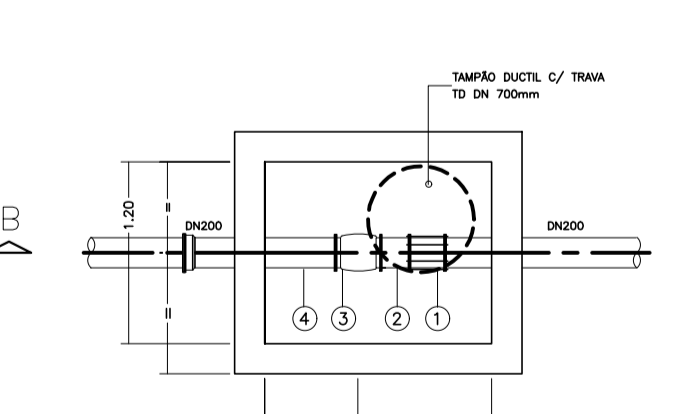 TAMPÃO DUCTIL C/ TRAVA
TD DN 700mm
B
1.20
=
DN200
DN200
=
4
3
2
1